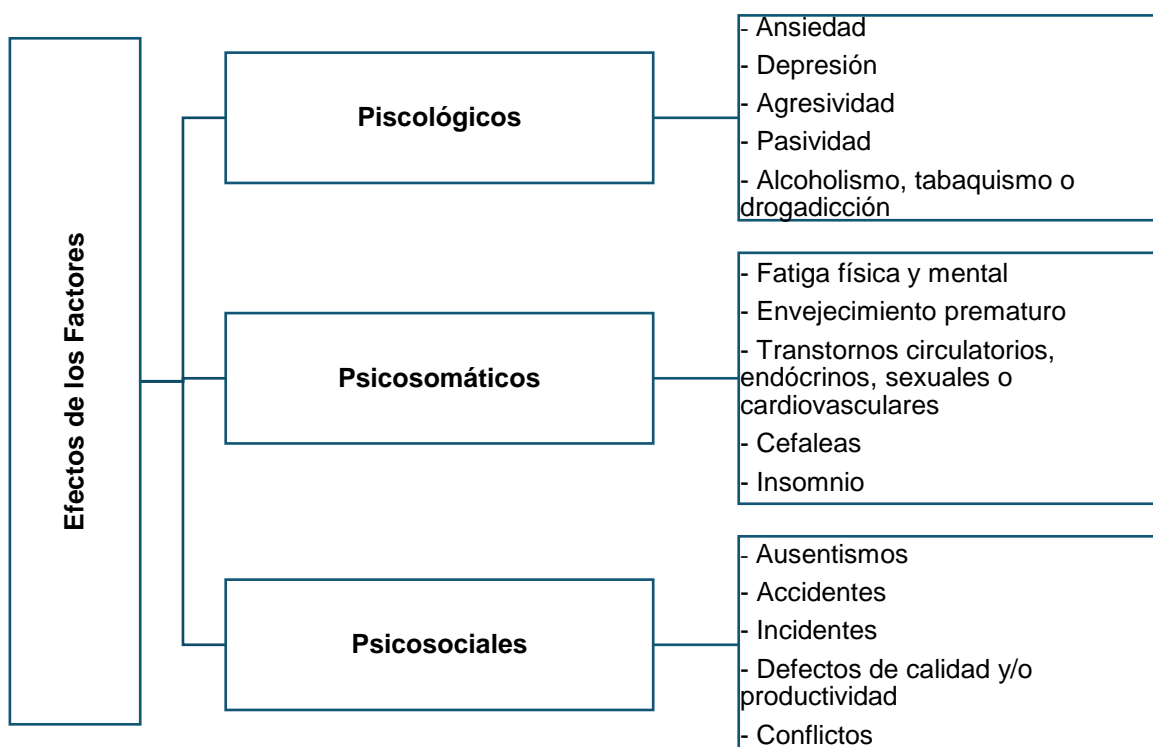 Efectos de los Factores
Piscológicos
- Ansiedad
- Depresión
- Agresividad
- Pasividad
- Alcoholismo, tabaquismo o
drogadicción
Psicosomáticos
- Fatiga física y mental
- Envejecimiento prematuro
- Transtornos circulatorios,
endócrinos, sexuales o
cardiovasculares
- Cefaleas
- Insomnio
Psicosociales
- Ausentismos
- Accidentes
- Incidentes
- Defectos de calidad y/o
productividad
- Conflictos